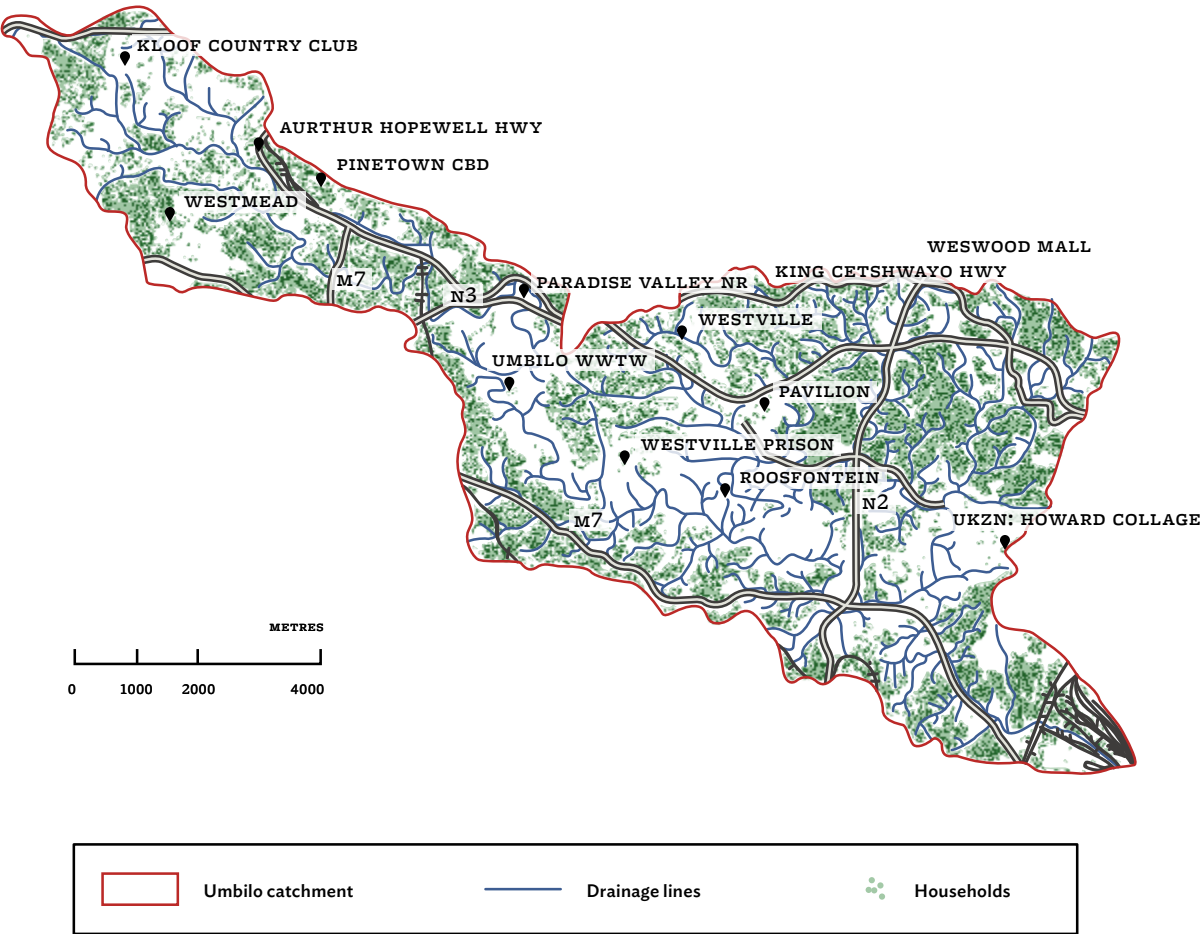 KLOOF COUNTRY CLUB
AURTHUR HOPEWELL HWY
PINETOWN CBD
WESTMEAD
WESWOOD MALL
KING CETSHWAYO HWY
M7
N3
PARADISE VALLEY NR
WESTVILLE
UMBILO WWTW
PAVILION
WESTVILLE PRISON
ROOSFONTEIN
N2
M7
UKZN: HOWARD COLLAGE
METRES
0 1000 2000 4000
Umbilo catchment
Drainage lines
Households